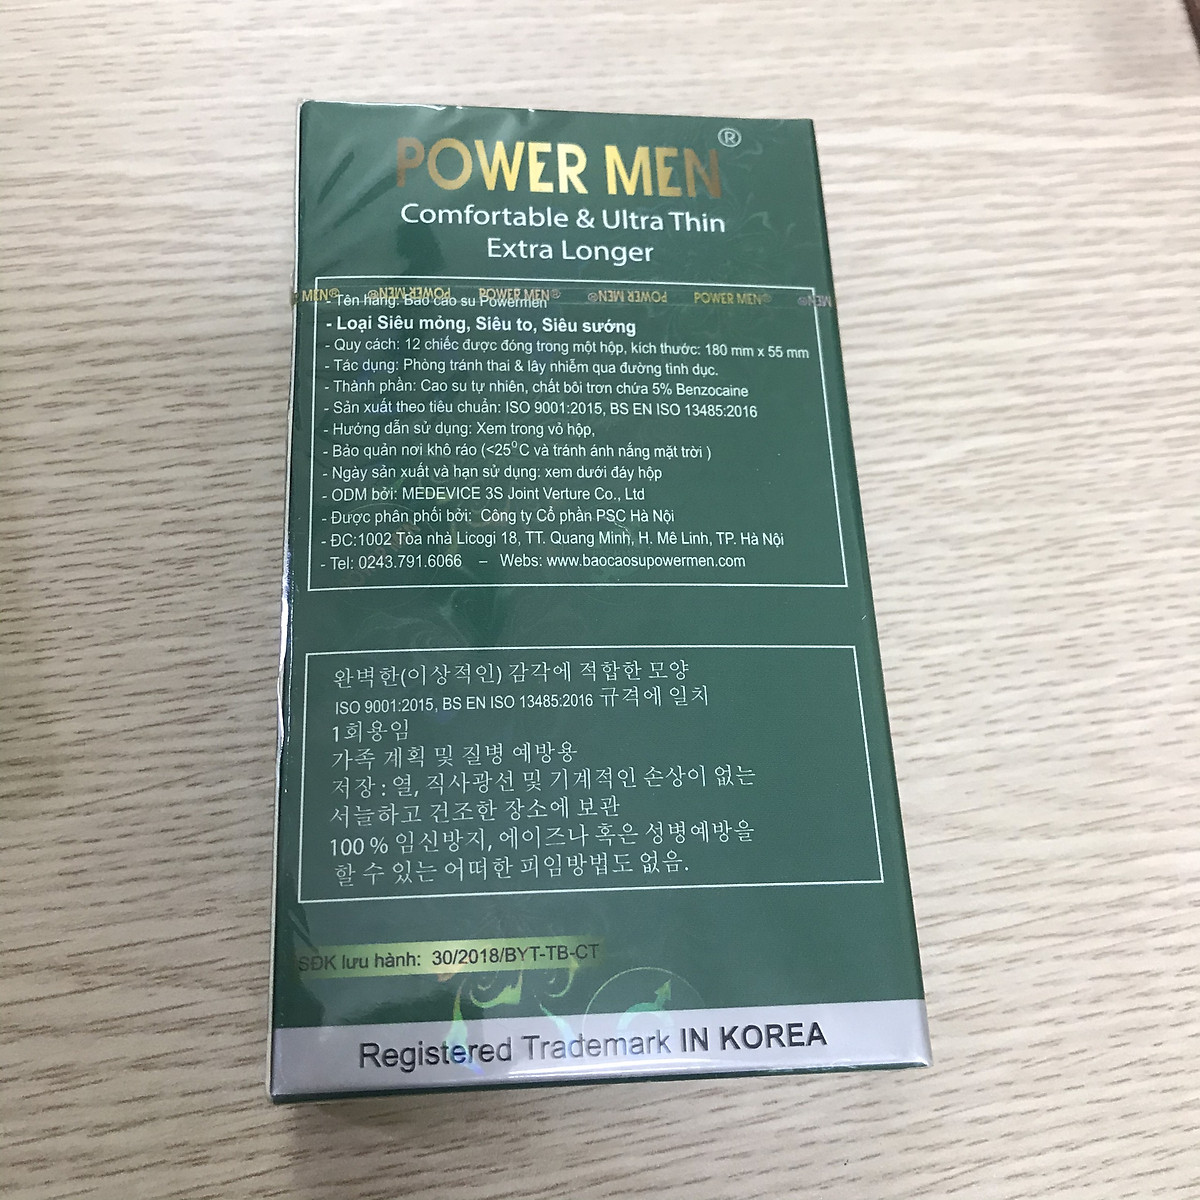 POWER MEN®
Comfortable & Ultra Thin
Extra Longer
MEN® POWER MEN® POWER MEN® POWER MEN® POWER MEN® MEN®
- Tên hàng: Bao cao su Powermen
- Loại Siêu mỏng, Siêu to, Siêu sướng
- Quy cách: 12 chiếc được đóng trong một hộp, kích thước: 180 mm x 55 mm
- Tác dụng: Phòng tránh thai & lây nhiễm qua đường tình dục.
- Thành phần: Cao su tự nhiên, chất bôi trơn chứa 5% Benzocaine
- Sản xuất theo tiêu chuẩn: ISO 9001:2015, BS EN ISO 13485:2016
- Hướng dẫn sử dụng: Xem trong vỏ hộp,
- Bảo quản nơi khô ráo (<25°C và tránh ánh nắng mặt trời )
- Ngày sản xuất và hạn sử dụng: xem dưới đáy hộp
- ODM bởi: MEDEVICE 3S Joint Verture Co., Ltd
- Được phân phối bởi: Công ty Cổ phần PSC Hà Nội
- ĐC:1002 Tòa nhà Licogi 18, TT. Quang Minh, H. Mê Linh, TP. Hà Nội
- Tel: 0243.791.6066 – Webs: www.baocaosupowermen.com
완벽한(이상적인) 감각에 적합한 모양
ISO 9001:2015, BS EN ISO 13485:2016 규격에 일치
1회용임
가족 계획 및 질병 예방용
저장 : 열, 직사광선 및 기계적인 손상이 없는
서늘하고 건조한 장소에 보관
100 % 임신방지, 에이즈나 혹은 성병예방을
할 수 있는 어떠한 피임방법도 없음.
SĐK lưu hành: 30/2018/BYT-TB-CT
Registered Trademark IN KOREA